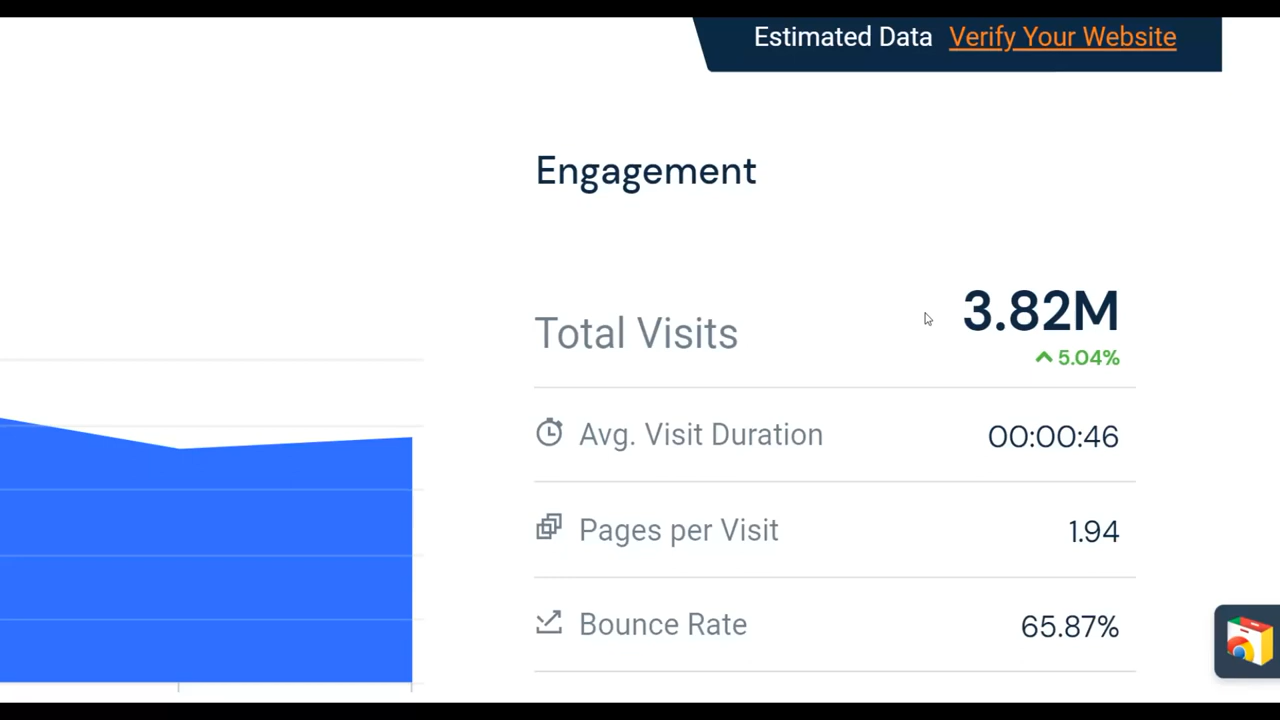 Estimated Data Verify Your Website
Engagement
Total Visits 3.82M
5.04%
Avg. Visit Duration 00:00:46
Pages per Visit 1.94
Bounce Rate 65.87%